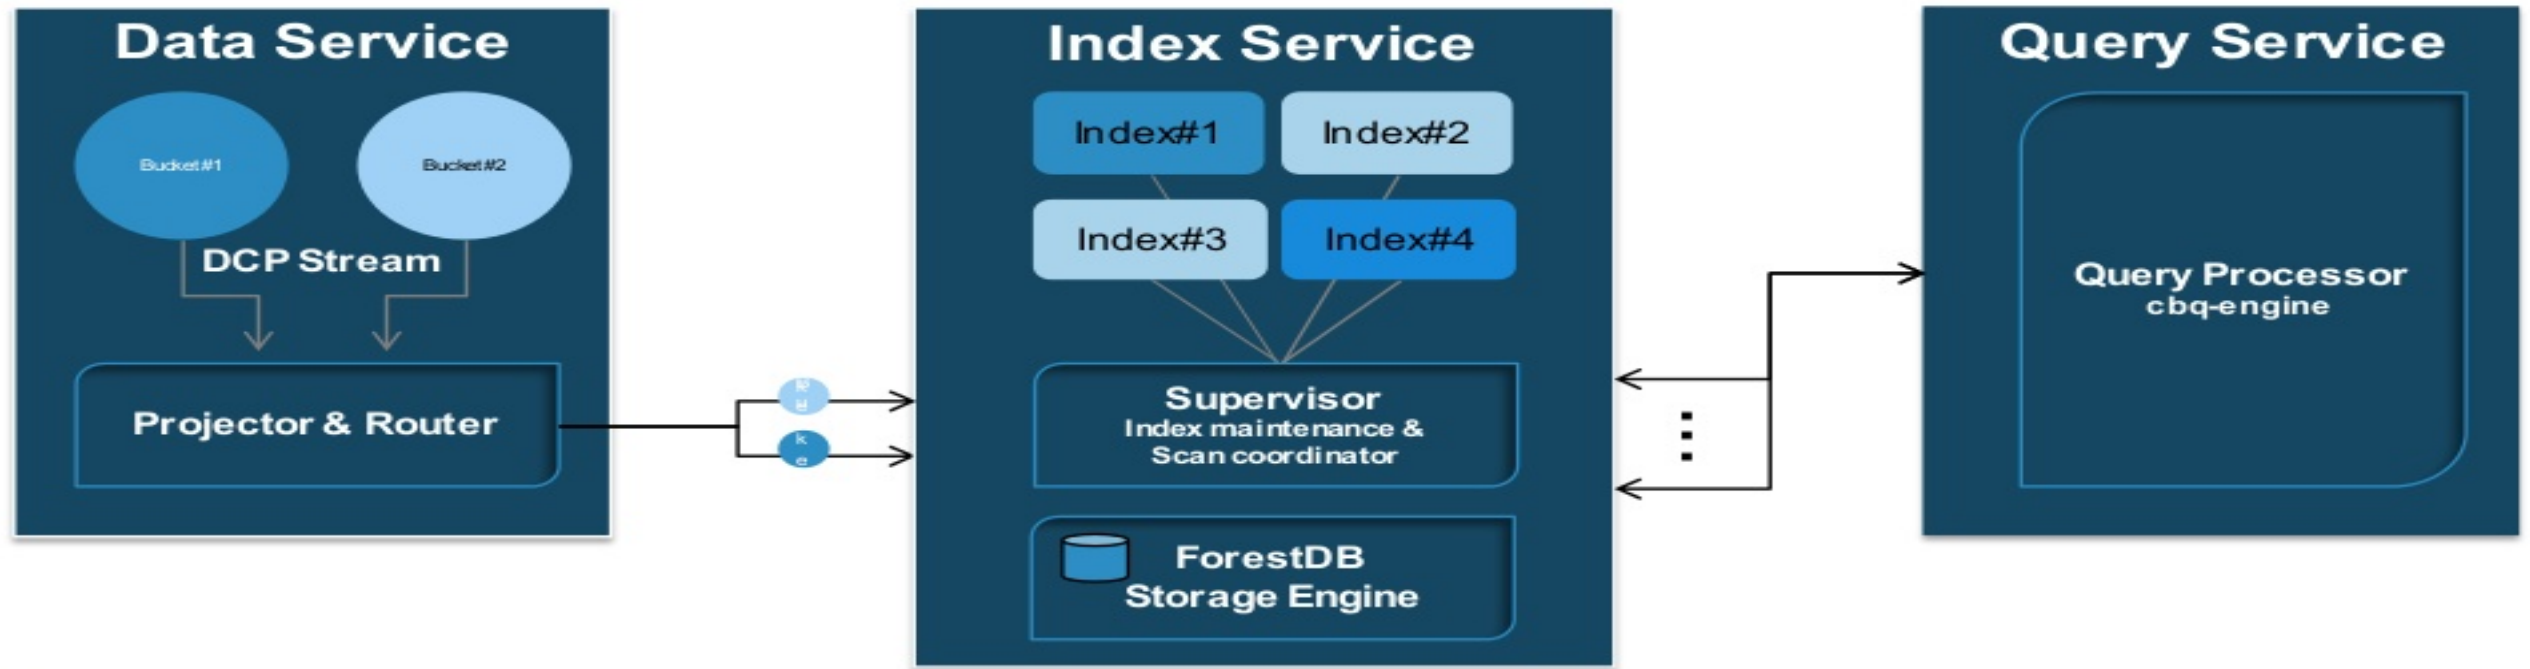 Data Service
Bucket#1
Bucket#2
DCP Stream
Projector & Router
Index Service
Index#1
Index#2
Index#3
Index#4
Supervisor
Index maintenance &
Scan coordinator
ForestDB
Storage Engine
Query Service
Query Processor
cbq-engine